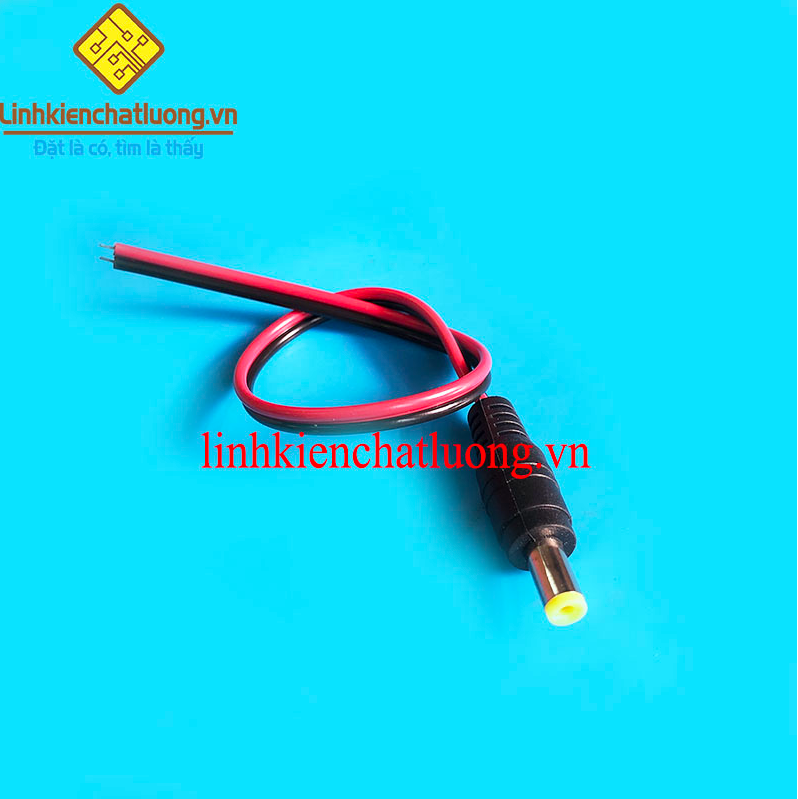 Linhkienchatluong.vn
Đặt là có, tìm là thấy
linhkienchatluong.vn